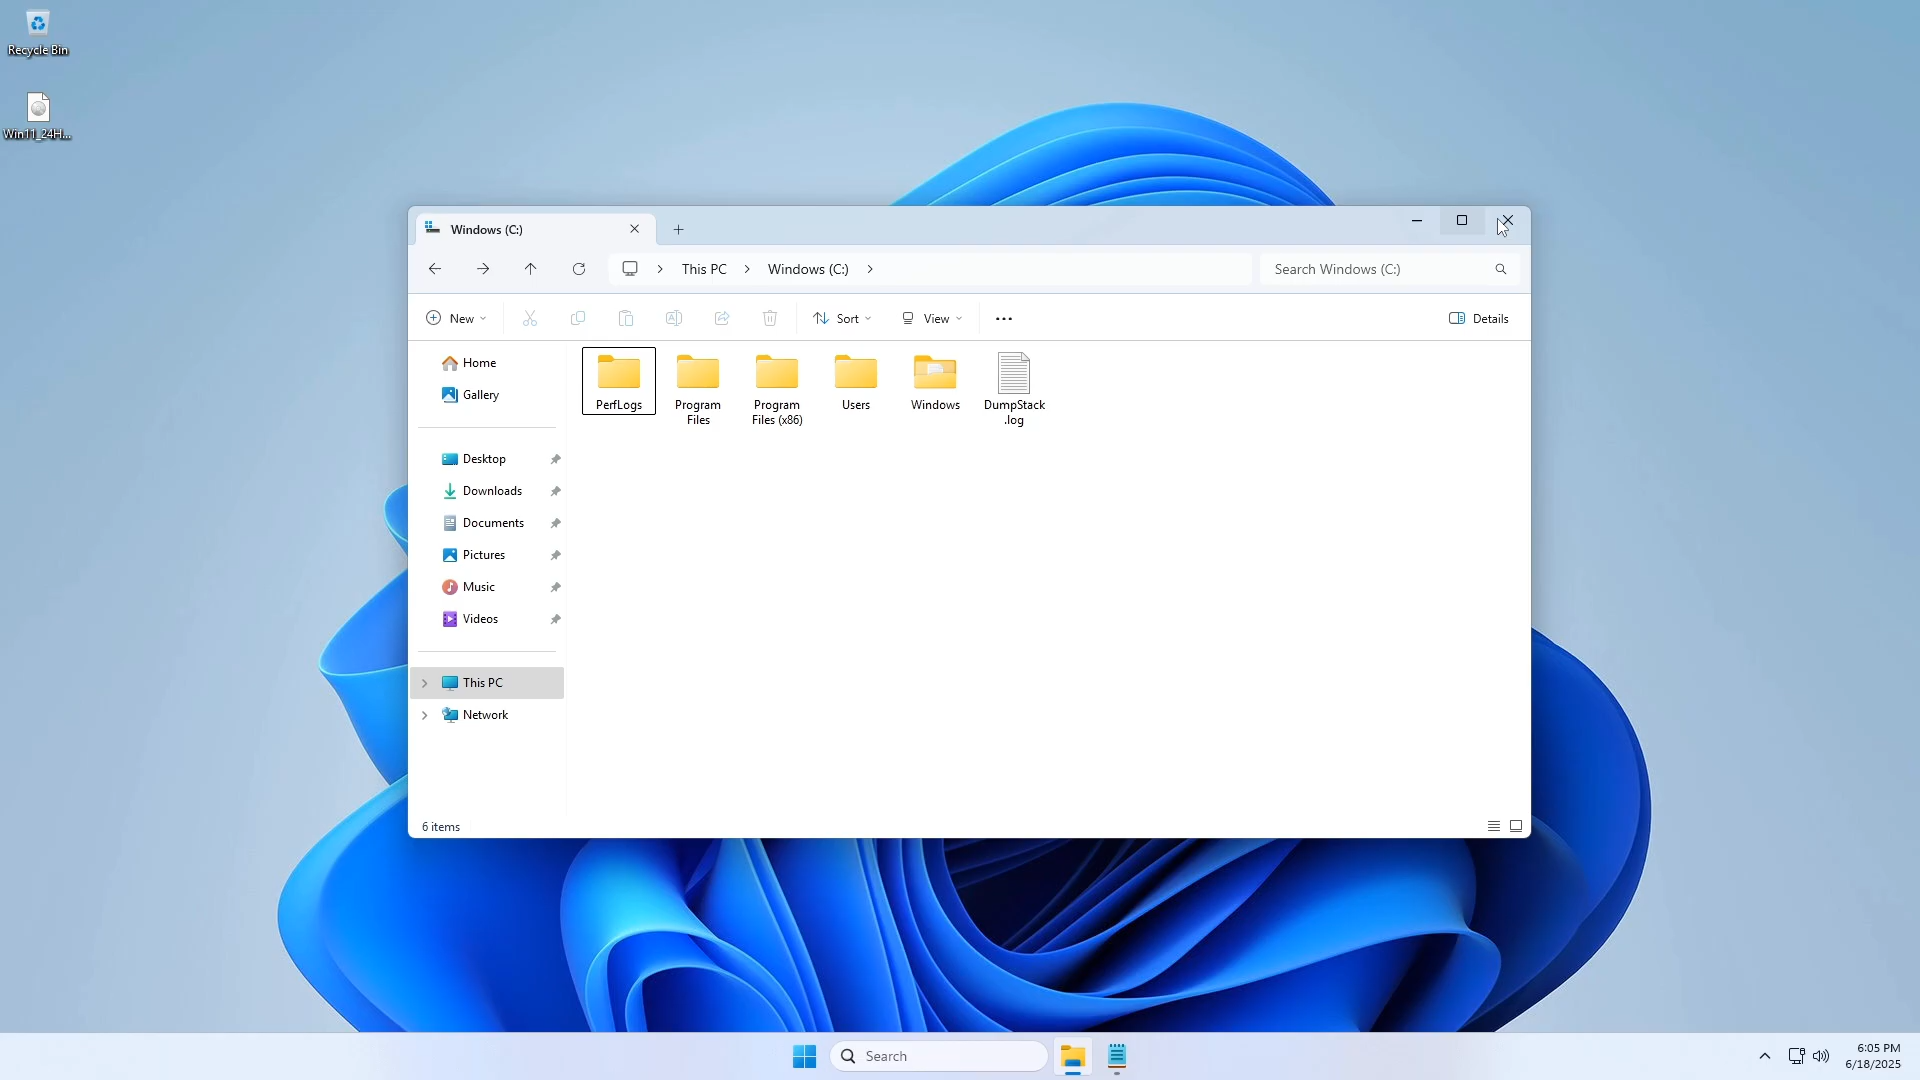 Recycle Bin
Win11_24H...
Windows (C:)
This PC
Windows (C:)
Search Windows (C:)
New
Sort
View
Details
Home
Gallery
Desktop
Downloads
Documents
Pictures
Music
Videos
This PC
Network
PerfLogs
Program
Files
Program
Files (x86)
Users
Windows
DumpStack
.log
6 items
Search
6:05 PM
6/18/2025